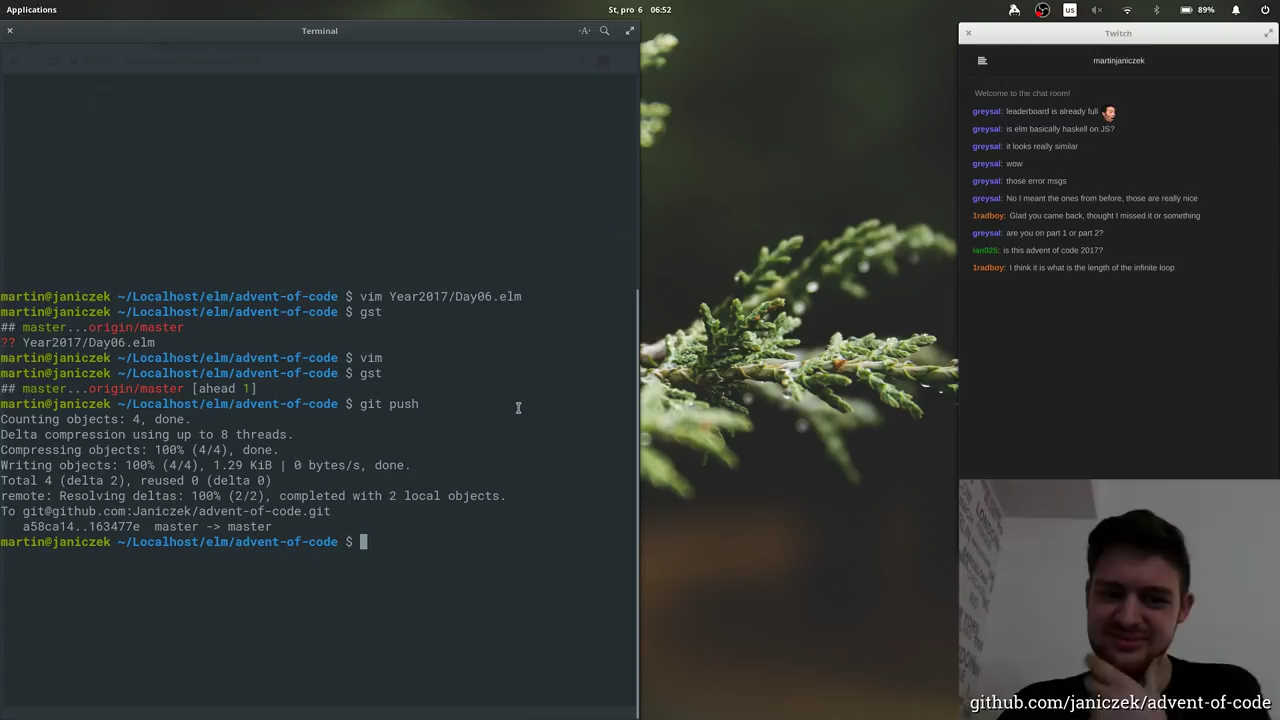 Applications
St, pro 6 06:52
us
89%
Terminal
A
Twitch
martinjaniczek
Welcome to the chat room!
greysal: leaderboard is already full
greysal: is elm basically haskell on JS?
greysal: it looks really similar
greysal: wow
greysal: those error msgs
greysal: No I meant the ones from before, those are really nice
1radboy: Glad you came back, thought I missed it or something
greysal: are you on part 1 or part 2?
ian025: is this advent of code 2017?
1radboy: I think it is what is the length of the infinite loop
martin@janiczek ~/Localhost/elm/advent-of-code $ vim Year2017/Day06.elm
martin@janiczek ~/Localhost/elm/advent-of-code $ gst
## master...origin/master
?? Year2017/Day06.elm
martin@janiczek ~/Localhost/elm/advent-of-code $ vim
martin@janiczek ~/Localhost/elm/advent-of-code $ gst
## master...origin/master [ahead 1]
martin@janiczek ~/Localhost/elm/advent-of-code $ git push
Counting objects: 4, done.
Delta compression using up to 8 threads.
Compressing objects: 100% (4/4), done.
Writing objects: 100% (4/4), 1.29 KiB | 0 bytes/s, done.
Total 4 (delta 2), reused 0 (delta 0)
remote: Resolving deltas: 100% (2/2), completed with 2 local objects.
To git@github.com:Janiczek/advent-of-code.git
a58ca14..163477e master -> master
martin@janiczek ~/Localhost/elm/advent-of-code $
LONDON
github.com/janiczek/advent-of-code